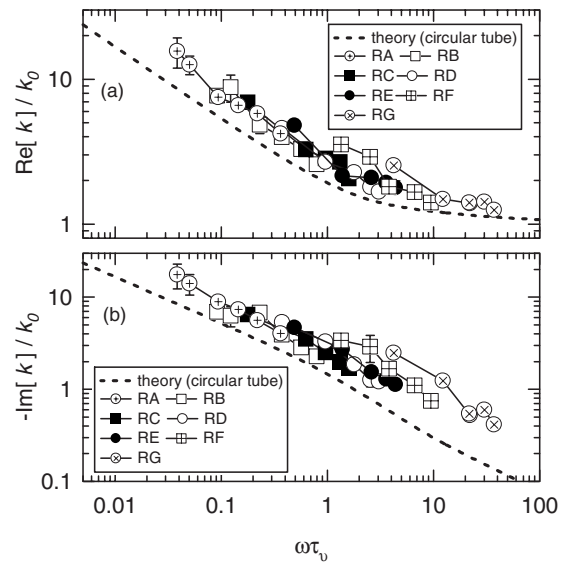 Re[ k ] / k0
10
1
(a)
theory (circular tube)
RA RB
RC RD
RE RF
RG
-Im[ k ] / k0
10
1
0.1
(b)
theory (circular tube)
RA RB
RC RD
RE RF
RG
0.01 0.1 1 10 100
ωτυ